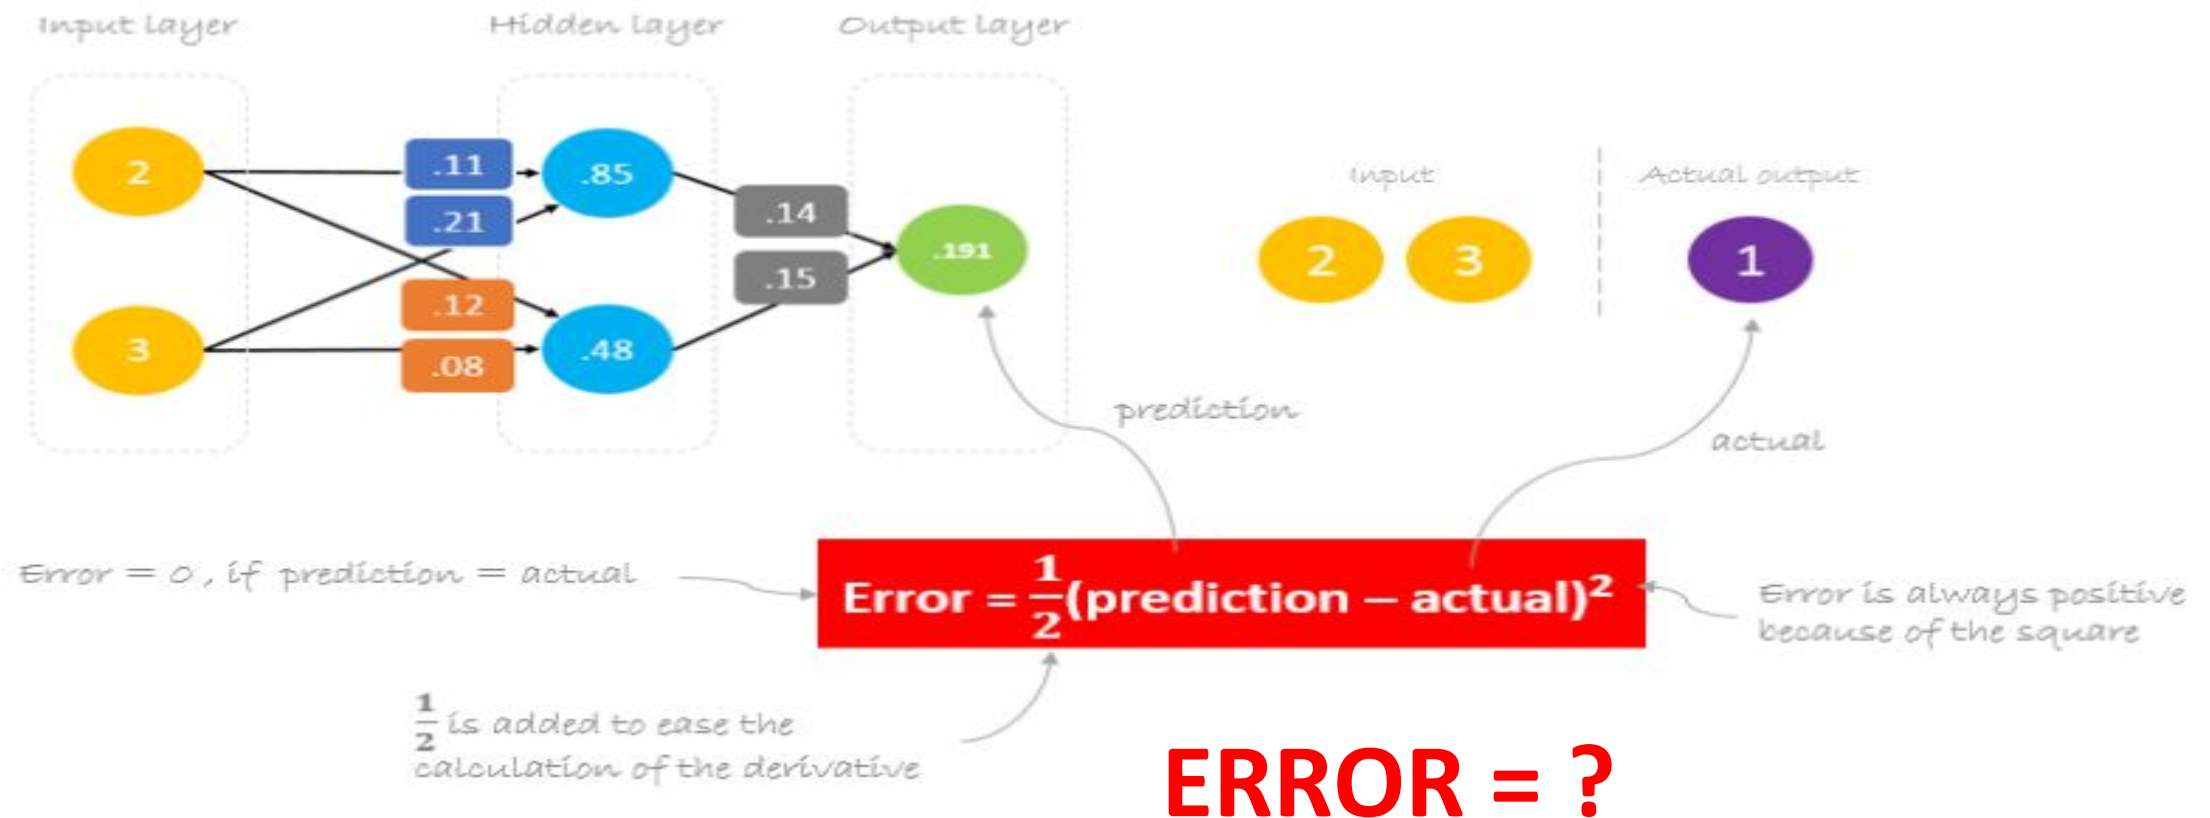 Input layer
Hidden layer
Output layer
2
.11
.85
.21
.14
.191
.15
3
.12
.48
.08
Input
Actual output
2
3
1
prediction
actual
Error = 0 , if prediction = actual
Error = 1/2(prediction – actual)²
Error is always positive
because of the square
1/2 is added to ease the
calculation of the derivative
ERROR = ?